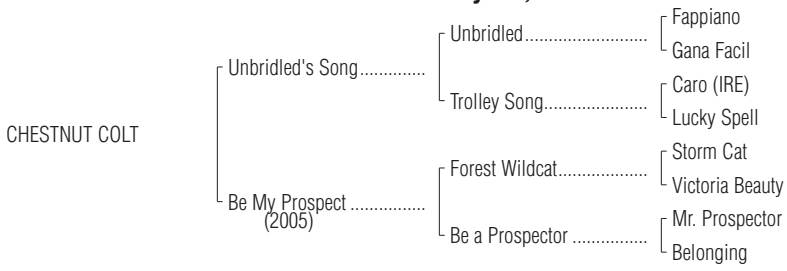 Fappiano
Unbridled......................
Gana Facil
Unbridled's Song..............
Caro (IRE)
Trolley Song......................
Lucky Spell
CHESTNUT COLT
Storm Cat
Forest Wildcat....................
Victoria Beauty
Be My Prospect ................
(2005)
Mr. Prospector
Be a Prospector ................
Belonging